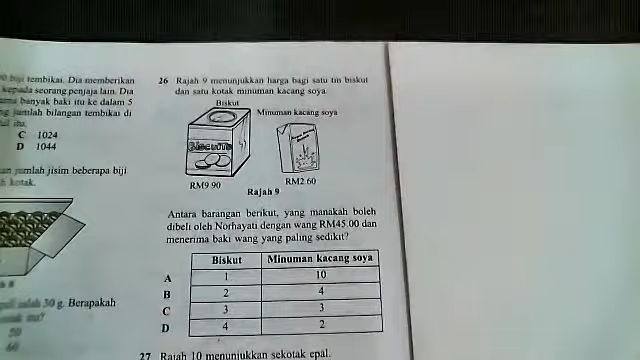 biji tembikai. Dia memberikan
kepada seorang penjaja lain. Dia
sama banyak baki itu ke dalam 5
jumlah bilangan tembikai di
itu.
C 1024
D 1044
jumlah jisim beberapa biji
kotak.
ialah 30 g. Berapakah
26 Rajah 9 menunjukkan harga bagi satu tin biskut
dan satu kotak minuman kacang soya.
Biskut
Minuman kacang soya
BISCUITS
RM9.90
RM2.60
Rajah 9
Antara barangan berikut, yang manakah boleh
dibeli oleh Norhayati dengan wang RM45.00 dan
menerima baki wang yang paling sedikit?
Biskut Minuman kacang soya
A 1 10
B 2 4
C 3 3
D 4 2
27 Rajah 10 menunjukkan sekotak epal.